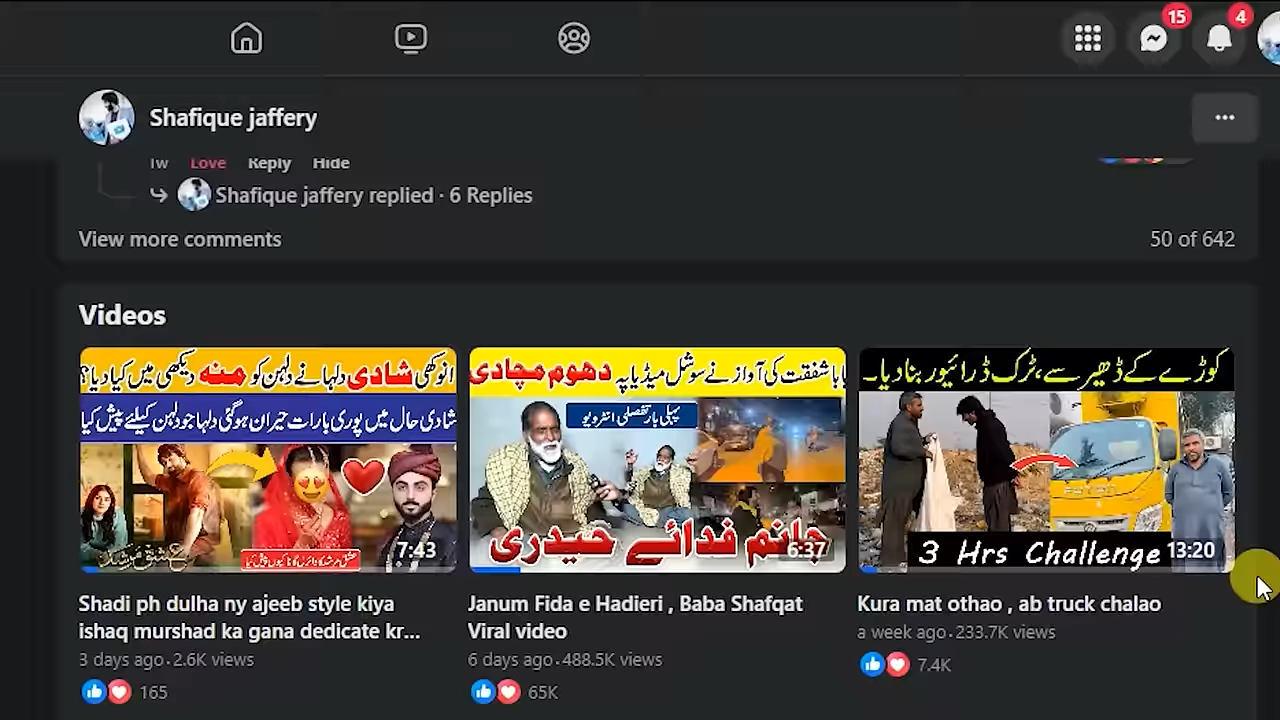 15
4
Shafique jaffery
1w Love Reply Hide
Shafique jaffery replied · 6 Replies
View more comments
50 of 642
Videos
انوکھی شادی دلہانے دلہن کو منہ دیکھی میں کیا دیا؟
شادی حال میں پوری بارات حیران ہوگئی دلہا جو دلہن کیلئے پیش کیا
عشق مرشد
7:43
بابا شفقت کی آواز نے سوشل میڈیا پہ دھوم مچادی
پہلی بار تفصلی انٹرویو
جانم فدائے حیدری
6:37
کوڑے کے ڈھیر سے،ٹرک ڈرائیور بنا دیا۔
3 Hrs Challenge
13:20
Shadi ph dulha ny ajeeb style kiya
ishaq murshad ka gana dedicate kr...
3 days ago · 2.6K views
165
Janum Fida e Hadieri , Baba Shafqat
Viral video
6 days ago · 488.5K views
65K
Kura mat othao , ab truck chalao
a week ago · 233.7K views
7.4K